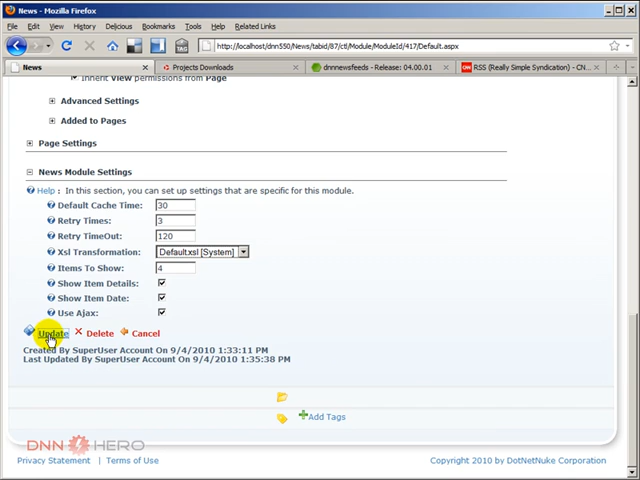 News - Mozilla Firefox
File Edit View History Delicious Bookmarks Tools Help Related Links
TAG http://localhost/dnn550/News/tabid/87/ctl/Module/ModuleId/417/Default.aspx
News Projects Downloads dnnnewsfeeds - Release: 04.00.01 CNN RSS (Really Simple Syndication) - CN...
Inherit View permissions from Page
Advanced Settings
Added to Pages
Page Settings
News Module Settings
Help : In this section, you can set up settings that are specific for this module.
Default Cache Time: 30
Retry Times: 3
Retry TimeOut: 120
Xsl Transformation: Default.xsl [System]
Items To Show: 4
Show Item Details:
Show Item Date:
Use Ajax:
Update Delete Cancel
Created By SuperUser Account On 9/4/2010 1:33:11 PM
Last Updated By SuperUser Account On 9/4/2010 1:35:38 PM
Add Tags
DNN HERO
Privacy Statement | Terms of Use Copyright 2010 by DotNetNuke Corporation